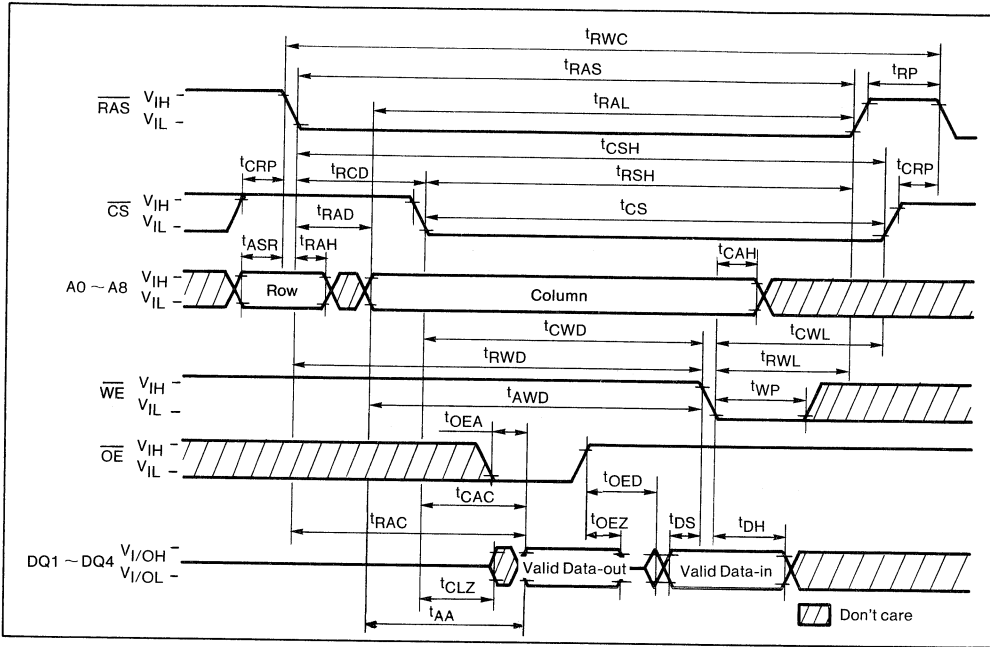 tRWC
tRAS
tRP
tRAL
RAS VIH
VIL
tCSH
tCRP
tRCD
tRSH
tCRP
CS VIH
VIL
tRAD
tCS
tASR
tRAH
tCAH
A0 ~ A8 VIH
VIL
Row
Column
tCWD
tCWL
tRWD
tRWL
WE VIH
VIL
tAWD
tWP
tOEA
OE VIH
VIL
tOED
tCAC
tRAC
tOEZ
tDS
tDH
DQ1 ~ DQ4 VI/OH
VI/OL
Valid Data-out
Valid Data-in
tCLZ
tAA
Don't care